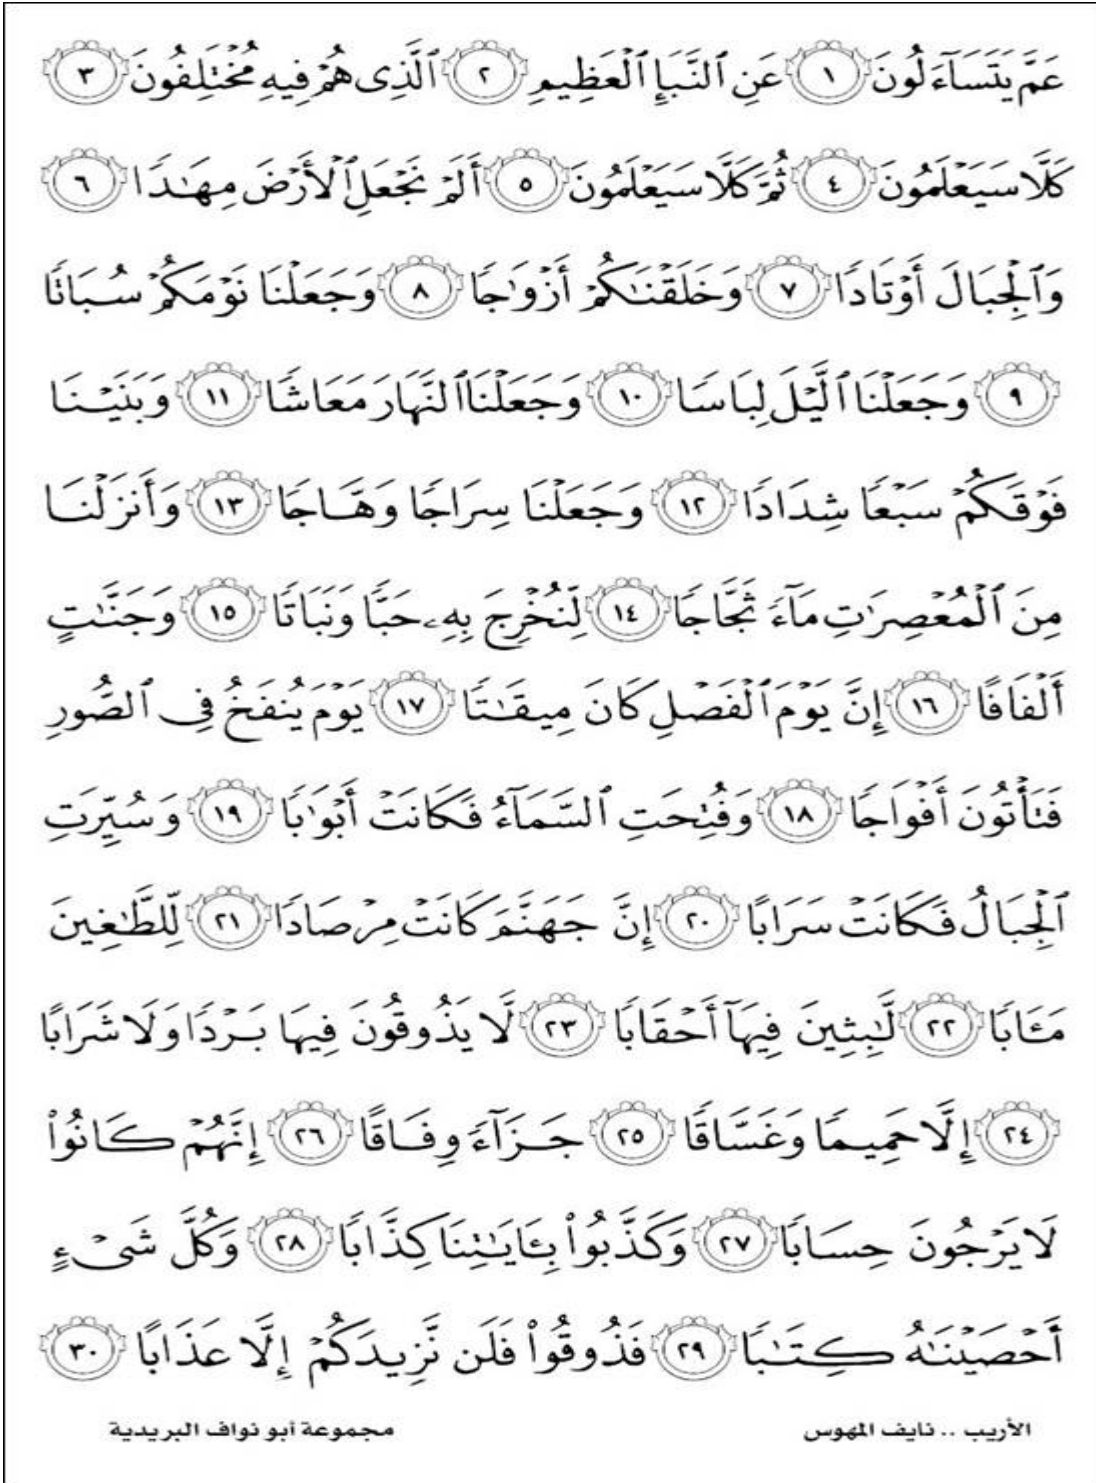 عَمَّ يَتَسَآءَلُونَ ١ عَنِ ٱلنَّبَإِ ٱلْعَظِيمِ ٢ ٱلَّذِى هُمْ فِيهِ مُخْتَلِفُونَ ٣
كَلَّا سَيَعْلَمُونَ ٤ ثُمَّ كَلَّا سَيَعْلَمُونَ ٥ أَلَمْ نَجْعَلِ ٱلْأَرْضَ مِهَٰدًا ٦
وَٱلْجِبَالَ أَوْتَادًا ٧ وَخَلَقْنَٰكُمْ أَزْوَٰجًا ٨ وَجَعَلْنَا نَوْمَكُمْ سُبَاتًا
٩ وَجَعَلْنَا ٱلَّيْلَ لِبَاسًا ١٠ وَجَعَلْنَا ٱلنَّهَارَ مَعَاشًا ١١ وَبَنَيْنَا
فَوْقَكُمْ سَبْعًا شِدَادًا ١٢ وَجَعَلْنَا سِرَاجًا وَهَّاجًا ١٣ وَأَنزَلْنَا
مِنَ ٱلْمُعْصِرَٰتِ مَآءً ثَجَّاجًا ١٤ لِّنُخْرِجَ بِهِۦ حَبًّا وَنَبَاتًا ١٥ وَجَنَّٰتٍ
أَلْفَافًا ١٦ إِنَّ يَوْمَ ٱلْفَصْلِ كَانَ مِيقَٰتًا ١٧ يَوْمَ يُنفَخُ فِى ٱلصُّورِ
فَتَأْتُونَ أَفْوَاجًا ١٨ وَفُتِحَتِ ٱلسَّمَآءُ فَكَانَتْ أَبْوَٰبًا ١٩ وَسُيِّرَتِ
ٱلْجِبَالُ فَكَانَتْ سَرَابًا ٢٠ إِنَّ جَهَنَّمَ كَانَتْ مِرْصَادًا ٢١ لِّلطَّٰغِينَ
مَـَٔابًا ٢٢ لَّٰبِثِينَ فِيهَآ أَحْقَابًا ٢٣ لَّا يَذُوقُونَ فِيهَا بَرْدًا وَلَا شَرَابًا
٢٤ إِلَّا حَمِيمًا وَغَسَّاقًا ٢٥ جَزَآءً وِفَاقًا ٢٦ إِنَّهُمْ كَانُوا۟
لَا يَرْجُونَ حِسَابًا ٢٧ وَكَذَّبُوا۟ بِـَٔايَٰتِنَا كِذَّابًا ٢٨ وَكُلَّ شَىْءٍ
أَحْصَيْنَٰهُ كِتَٰبًا ٢٩ فَذُوقُوا۟ فَلَن نَّزِيدَكُمْ إِلَّا عَذَابًا ٣٠
الأريب .. نايف المهوس مجموعة أبو نواف البريدية